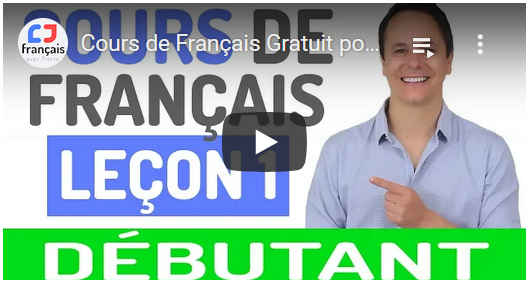 français
avec Pierre
Cours de Français Gratuit po...
COURS DE
FRANÇAIS
LEÇON 1
DÉBUTANT